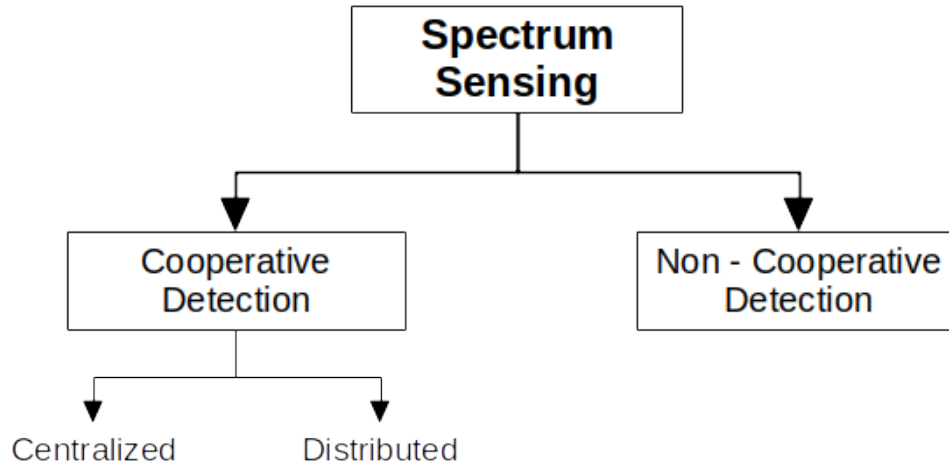 Spectrum
Sensing
Cooperative
Detection
Non - Cooperative
Detection
Centralized
Distributed